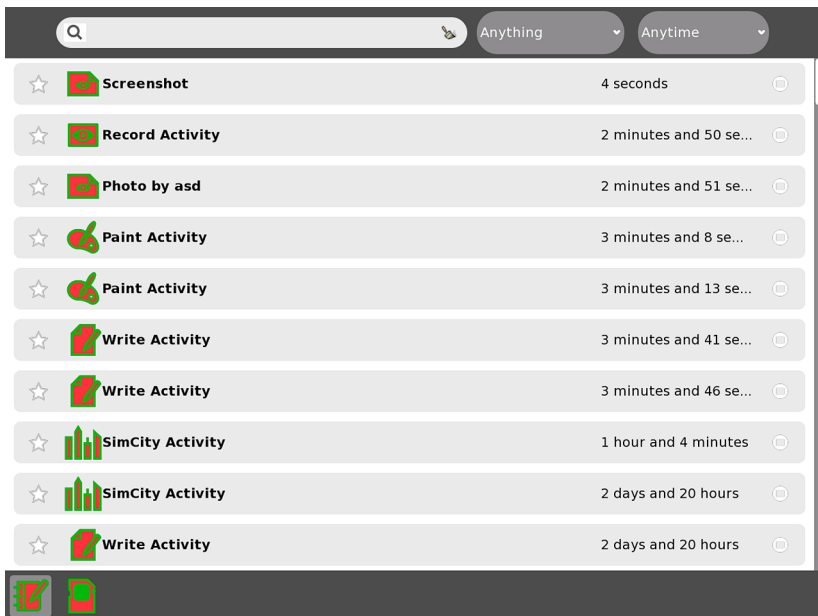 Anything Anytime
Screenshot 4 seconds
Record Activity 2 minutes and 50 se...
Photo by asd 2 minutes and 51 se...
Paint Activity 3 minutes and 8 se...
Paint Activity 3 minutes and 13 se...
Write Activity 3 minutes and 41 se...
Write Activity 3 minutes and 46 se...
SimCity Activity 1 hour and 4 minutes
SimCity Activity 2 days and 20 hours
Write Activity 2 days and 20 hours